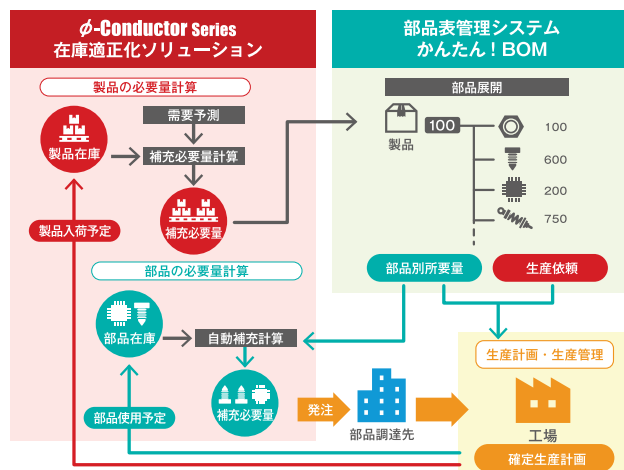 φ-Conductor Series
在庫適正化ソリューション
製品の必要量計算
製品在庫
需要予測
補充必要量計算
補充必要量
製品入荷予定
部品の必要量計算
部品在庫
自動補充計算
補充必要量
部品使用予定
部品表管理システム
かんたん！BOM
部品展開
製品
100
100
600
200
750
部品別所要量
生産依頼
発注
部品調達先
生産計画・生産管理
工場
確定生産計画